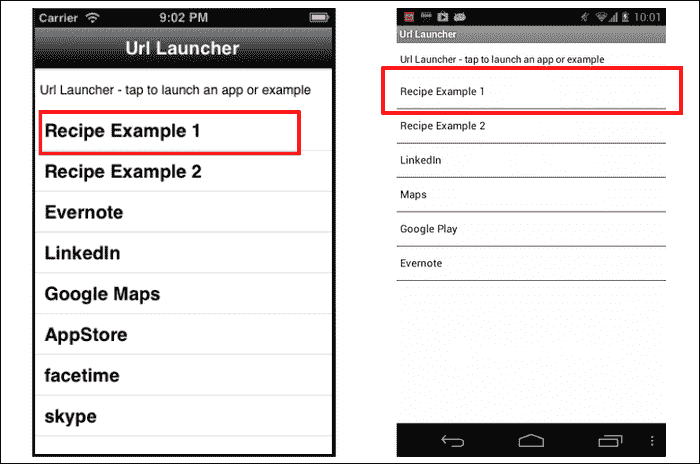 Carrier 9:02 PM
Url Launcher
Url Launcher - tap to launch an app or example
Recipe Example 1
Recipe Example 2
Evernote
LinkedIn
Google Maps
AppStore
facetime
skype
10:01
Url Launcher
Url Launcher - tap to launch an app or example
Recipe Example 1
Recipe Example 2
LinkedIn
Maps
Google Play
Evernote